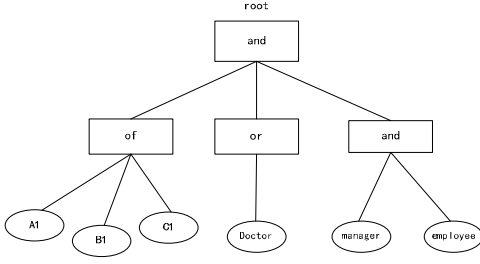 root
and
of
or
and
A1
B1
C1
Doctor
manager
employee